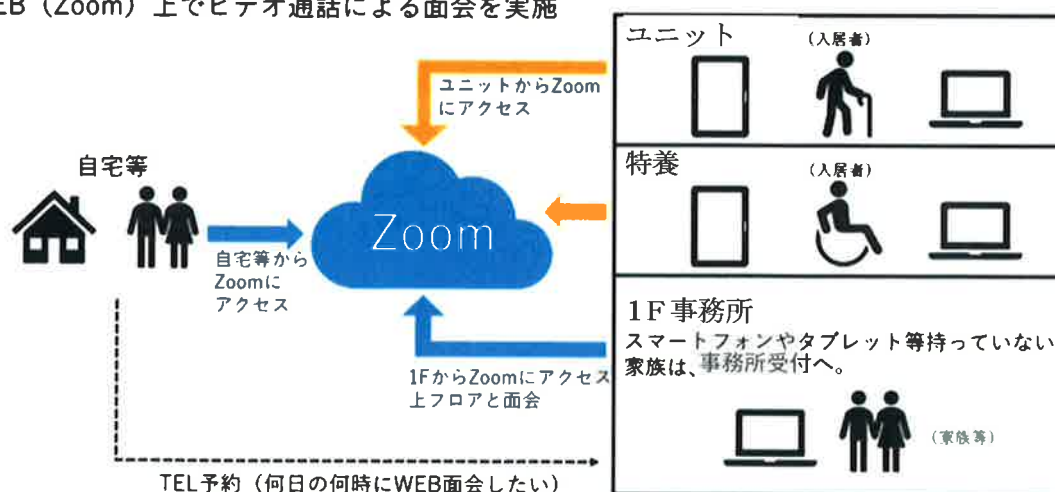 EB（Zoom）上でビデオ通話による面会を実施
ユニット
（入居者）
ユニットからZoom
にアクセス
特養
（入居者）
自宅等
Zoom
自宅等から
Zoomに
アクセス
1F事務所
スマートフォンやタブレット等持っていない
家族は、事務所受付へ。
1FからZoomにアクセス
上フロアと面会
（家族等）
TEL予約（何日の何時にWEB面会したい）